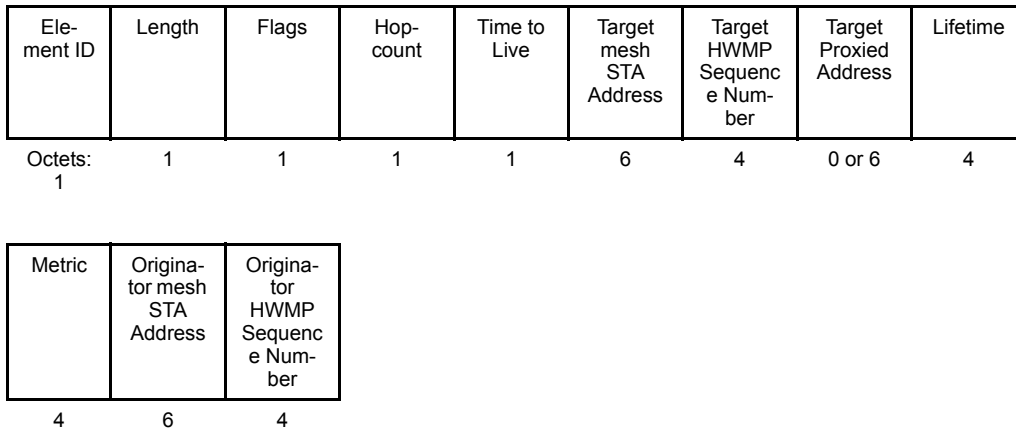 Ele-
ment ID
Length
Flags
Hop-
count
Time to
Live
Target
mesh
STA
Address
Target
HWMP
Sequenc
e Num-
ber
Target
Proxied
Address
Lifetime
Octets:
1
1
1
1
1
6
4
0 or 6
4
Metric
Origina-
tor mesh
STA
Address
Origina-
tor
HWMP
Sequenc
e Num-
ber
4
6
4